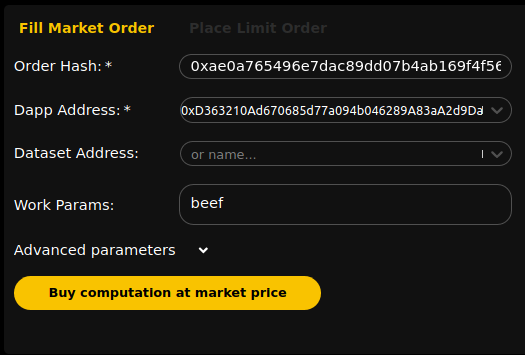 Fill Market Order Place Limit Order
Order Hash: * 0xae0a765496e7dac89dd07b4ab169f4f56
Dapp Address: * 0xD363210Ad670685d77a094b046289A83aA2d9Da
Dataset Address: or name...
Work Params: beef
Advanced parameters
Buy computation at market price